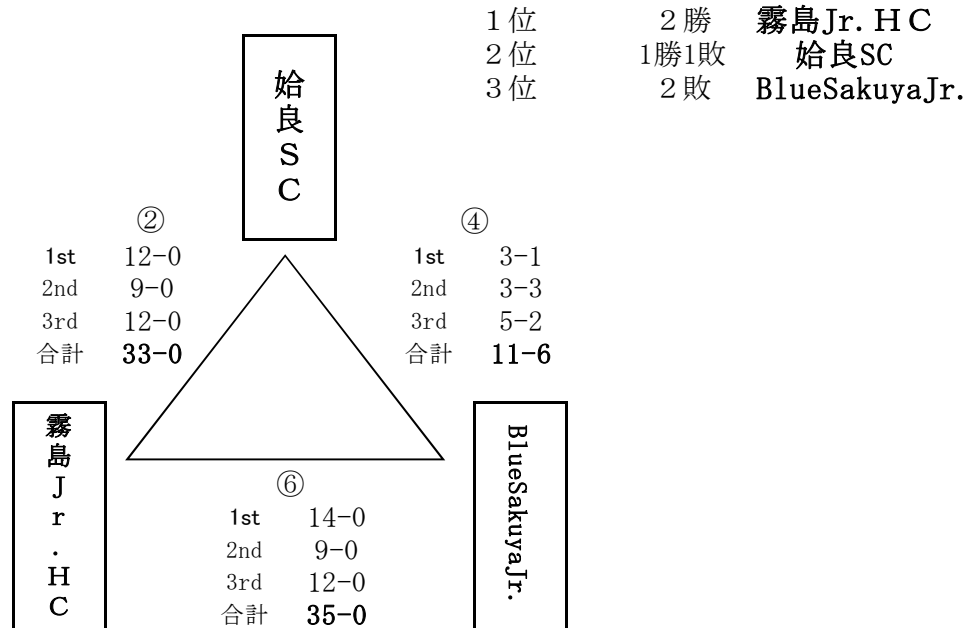 1位 2勝 霧島Jr.HC
2位 1勝1敗 姶良SC
3位 2敗 BlueSakuyaJr.
姶良SC
②
1st 12-0
2nd 9-0
3rd 12-0
合計 33-0
④
1st 3-1
2nd 3-3
3rd 5-2
合計 11-6
霧島Jr.HC
⑥
1st 14-0
2nd 9-0
3rd 12-0
合計 35-0
BlueSakuyaJr.